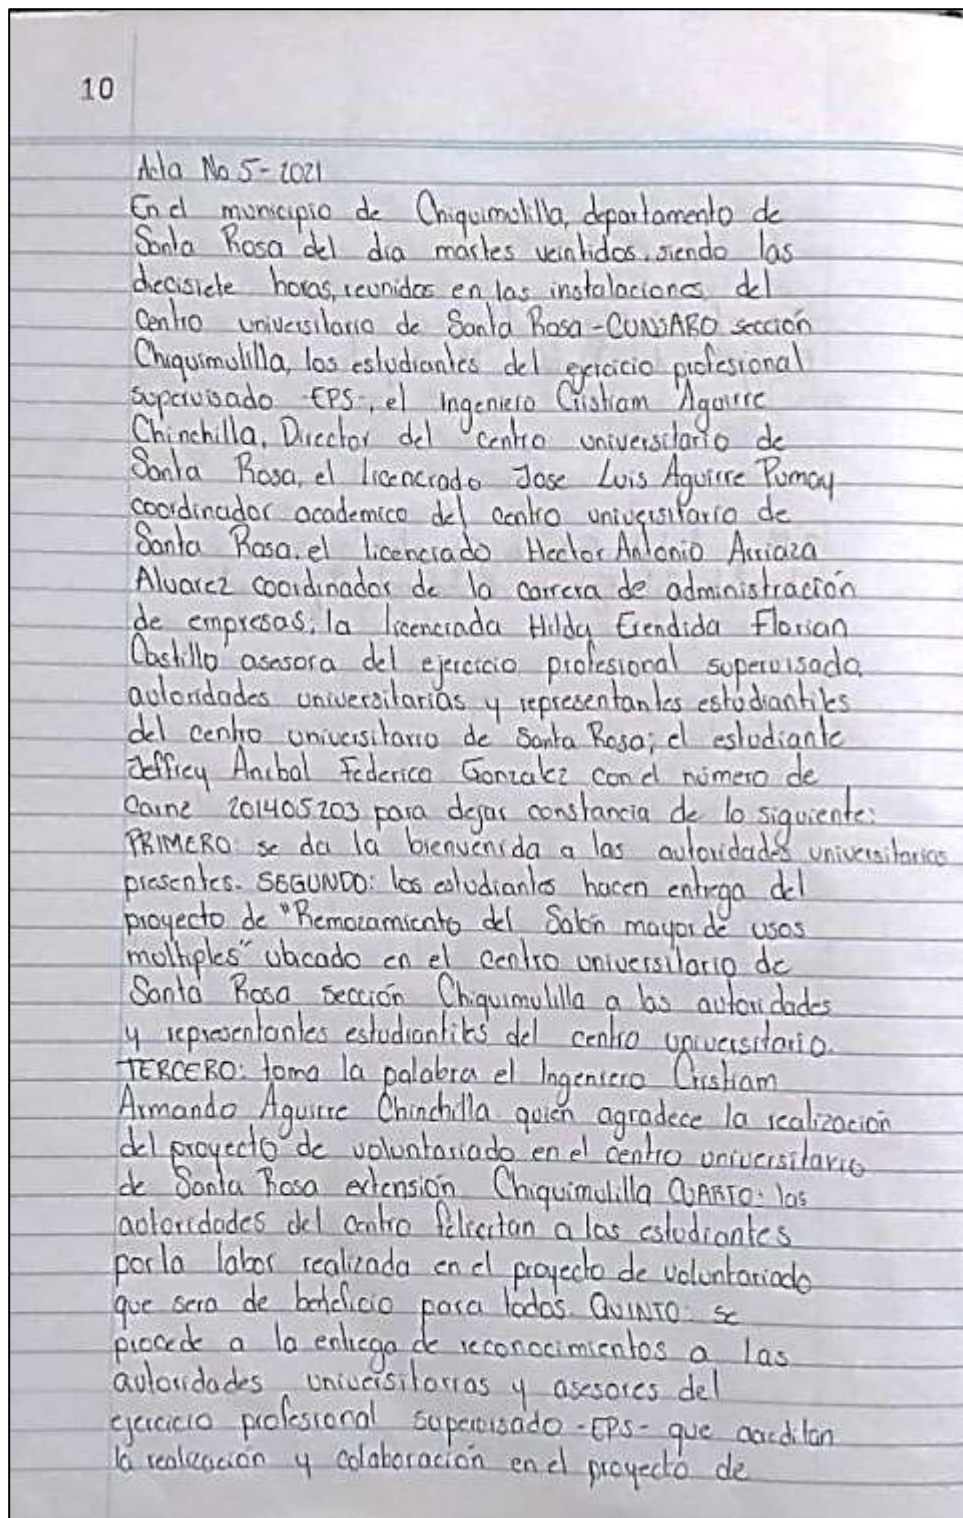 10
Acta No 5-2021
En el municipio de Chiquimulilla, departamento de
Santa Rosa del dia martes veintidos, siendo las
diecisiete horas, reunidos en las instalaciones del
Centro universitario de Santa Rosa -CUNSARO sección
Chiquimulilla, los estudiantes del ejercicio profesional
supervisado -EPS-, el Ingeniero Cristiam Aguirre
Chinchilla, Director del centro universitario de
Santa Rosa, el licenciado Jose Luis Aguirre Pumay
coordinador academico del centro universitario de
Santa Rosa, el licenciado Hector Antonio Arriaza
Alvarez coordinador de la carrera de administración
de empresas, la licenciada Hilda Erendida Florian
Castillo asesora del ejercicio profesional supervisado,
autoridades universitarias y representantes estudiantiles
del centro universitario de Santa Rosa; el estudiante
Jeffrey Anibal Federico Gonzalez con el número de
Carne 201405203 para dejar constancia de lo siguiente:
PRIMERO: se da la bienvenida a las autoridades universitarias
presentes. SEGUNDO: los estudiantes hacen entrega del
proyecto de "Remozamiento del Salón mayor de usos
multiples" ubicado en el centro universitario de
Santa Rosa sección Chiquimulilla a las autoridades
y representantes estudiantiles del centro universitario.
TERCERO: toma la palabra el Ingeniero Cristiam
Armando Aguirre Chinchilla quien agradece la realización
del proyecto de voluntariado en el centro universitario
de Santa Rosa extensión Chiquimulilla CUARTO: las
autoridades del centro felicitan a los estudiantes
por la labor realizada en el proyecto de voluntariado
que sera de beneficio para todos. QUINTO: se
procede a la entrega de reconocimientos a las
autoridades universitarias y asesores del
ejercicio profesional supervisado -EPS- que acreditan
la realización y colaboración en el proyecto de